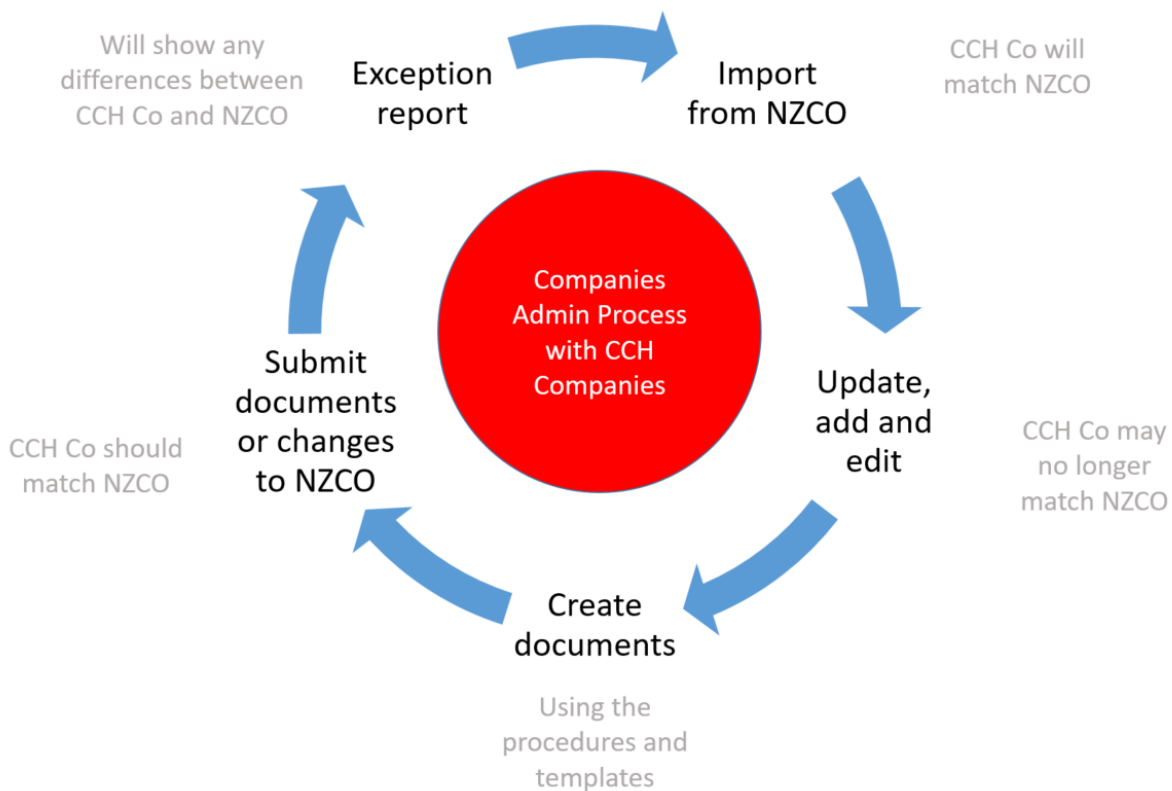 Will show any
differences between
CCH Co and NZCO
Exception
report
Import
from NZCO
CCH Co will
match NZCO
Companies
Admin Process
with CCH
Companies
Update,
add and
edit
CCH Co may
no longer
match NZCO
Create
documents
Using the
procedures and
templates
Submit
documents
or changes
to NZCO
CCH Co should
match NZCO